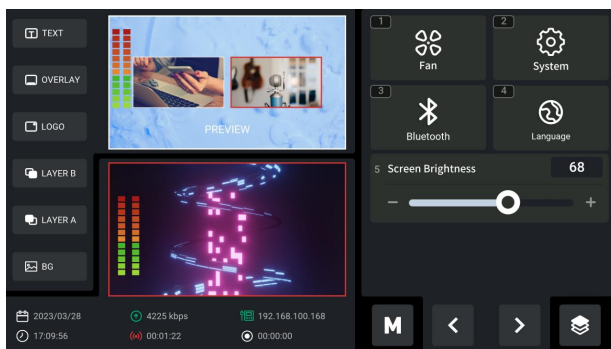 TEXT
OVERLAY
LOGO
LAYER B
LAYER A
BG
PREVIEW
2023/03/28
4225 kbps
192.168.100.168
17:09:56
00:01:22
00:00:00
1
Fan
2
System
3
Bluetooth
4
Language
5 Screen Brightness 68
− +
M < >